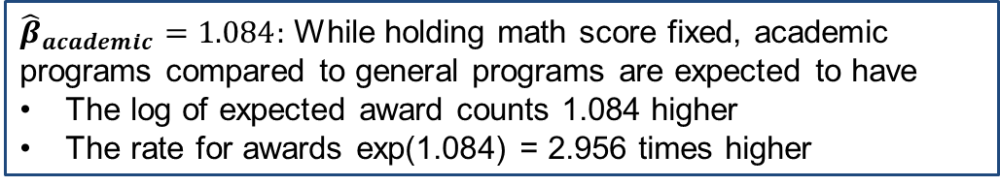 β̂academic = 1.084: While holding math score fixed, academic
programs compared to general programs are expected to have
• The log of expected award counts 1.084 higher
• The rate for awards exp(1.084) = 2.956 times higher